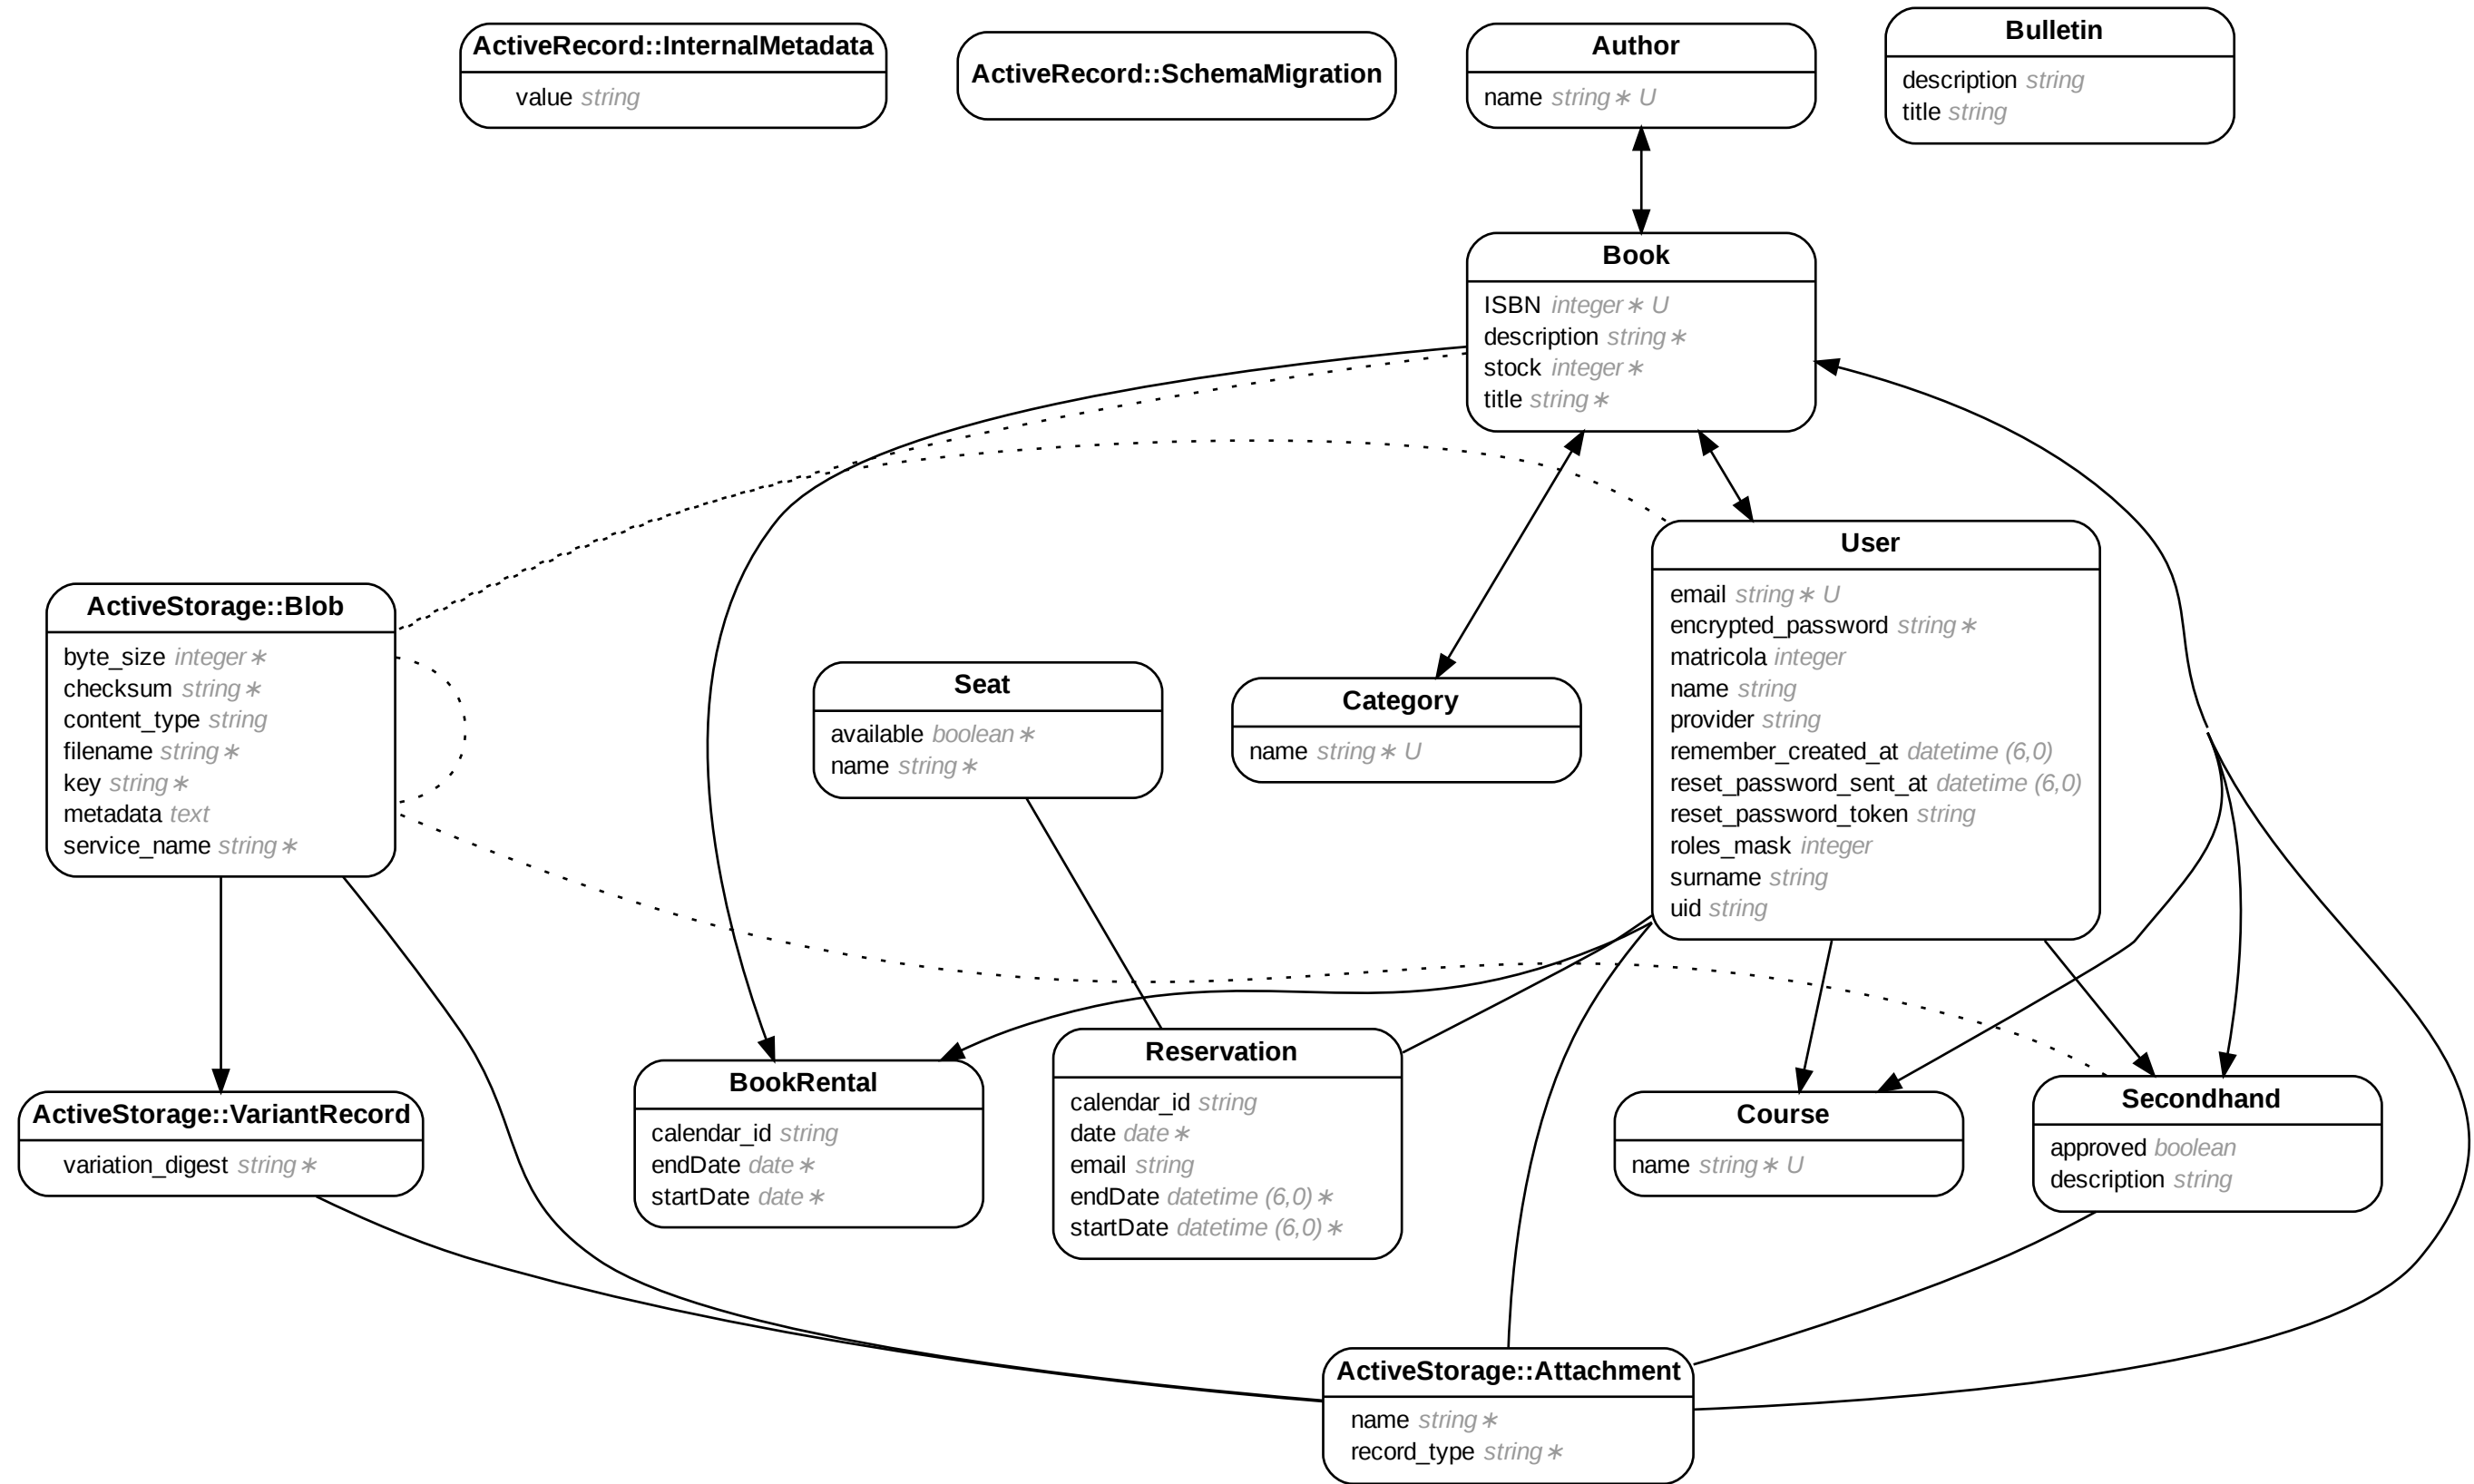 ActiveRecord::InternalMetadata
value string
ActiveRecord::SchemaMigration
Author
name string∗ U
Bulletin
description string
title string
Book
ISBN integer∗ U
description string∗
stock integer∗
title string∗
User
email string∗ U
encrypted_password string∗
matricola integer
name string
provider string
remember_created_at datetime (6,0)
reset_password_sent_at datetime (6,0)
reset_password_token string
roles_mask integer
surname string
uid string
ActiveStorage::Blob
byte_size integer∗
checksum string∗
content_type string
filename string∗
key string∗
metadata text
service_name string∗
Seat
available boolean∗
name string∗
Category
name string∗ U
ActiveStorage::VariantRecord
variation_digest string∗
BookRental
calendar_id string
endDate date∗
startDate date∗
Reservation
calendar_id string
date date∗
email string
endDate datetime (6,0)∗
startDate datetime (6,0)∗
Course
name string∗ U
Secondhand
approved boolean
description string
ActiveStorage::Attachment
name string∗
record_type string∗